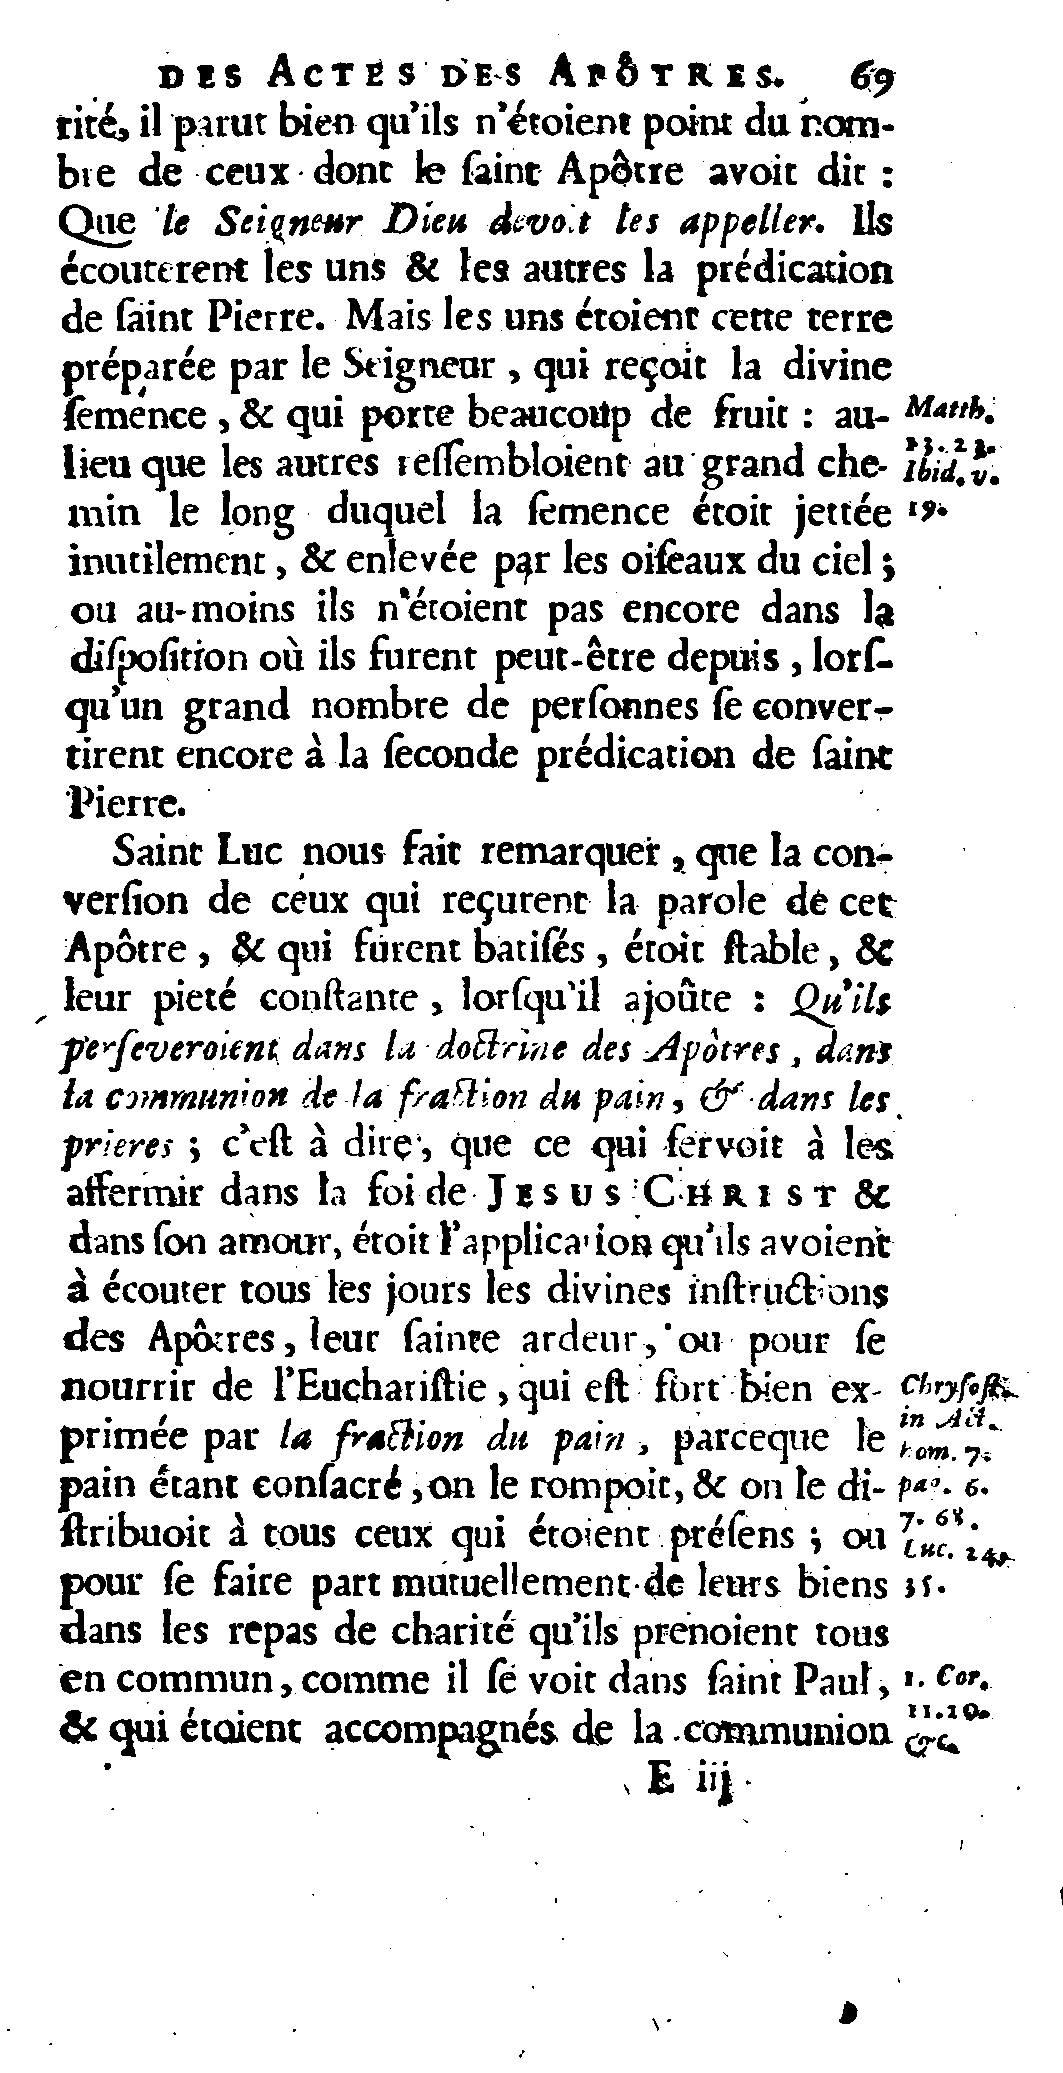 DES ACTES DES APÔTRES. 69
rité, il parut bien qu'ils n'étoient point du nom-
bre de ceux dont le ſaint Apôtre avoit dit :
Que le Seigneur Dieu devoit les appeller. Ils
écouterent les uns & les autres la prédication
de ſaint Pierre. Mais les uns étoient cette terre
préparée par le Seigneur, qui reçoit la divine
ſemence, & qui porte beaucoup de fruit : au-
lieu que les autres reſſembloient au grand che-
min le long duquel la ſemence étoit jettée
inutilement, & enlevée par les oiſeaux du ciel ;
ou au-moins ils n'étoient pas encore dans la
diſpoſition où ils furent peut-être depuis, lorſ-
qu'un grand nombre de perſonnes ſe conver-
tirent encore à la ſeconde prédication de ſaint
Pierre.
Matth.
13. 23.
Ibid. v.
19.
Saint Luc nous fait remarquer, que la con-
verſion de ceux qui reçurent la parole de cet
Apôtre, & qui furent batiſés, étoit ſtable, &
leur pieté conſtante, lorſqu'il ajoûte : Qu'ils
perſeveroient dans la doctrine des Apôtres, dans
la communion de la fraction du pain, & dans les
prieres ; c'eſt à dire, que ce qui ſervoit à les
affermir dans la foi de JESUS CHRIST &
dans ſon amour, étoit l'application qu'ils avoient
à écouter tous les jours les divines inſtructions
des Apôtres, leur ſainte ardeur, ou pour ſe
nourrir de l'Euchariſtie, qui eſt fort bien ex-
primée par la fraction du pain, parceque le
pain étant conſacré, on le rompoit, & on le di-
ſtribuoit à tous ceux qui étoient préſens ; ou
pour ſe faire part mutuellement de leurs biens
dans les repas de charité qu'ils prenoient tous
en commun, comme il ſe voit dans ſaint Paul,
& qui étoient accompagnés de la communion
Chryſoſt.
in Act.
hom. 7.
pag. 6.
7. 68.
Luc. 24.
35.
1. Cor.
11. 20.
&c.
E iij